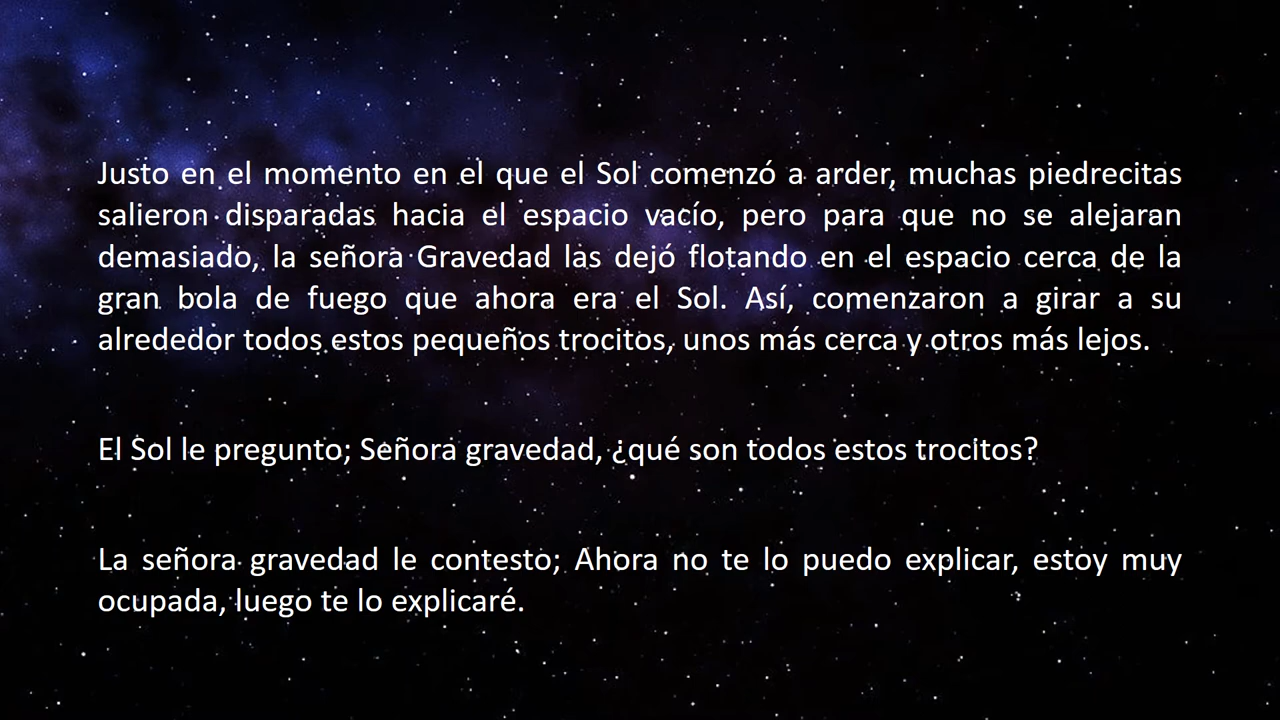 Justo en el momento en el que el Sol comenzó a arder, muchas piedrecitas
salieron disparadas hacia el espacio vacío, pero para que no se alejaran
demasiado, la señora Gravedad las dejó flotando en el espacio cerca de la
gran bola de fuego que ahora era el Sol. Así, comenzaron a girar a su
alrededor todos estos pequeños trocitos, unos más cerca y otros más lejos.
El Sol le pregunto; Señora gravedad, ¿qué son todos estos trocitos?
La señora gravedad le contesto; Ahora no te lo puedo explicar, estoy muy
ocupada, luego te lo explicaré.